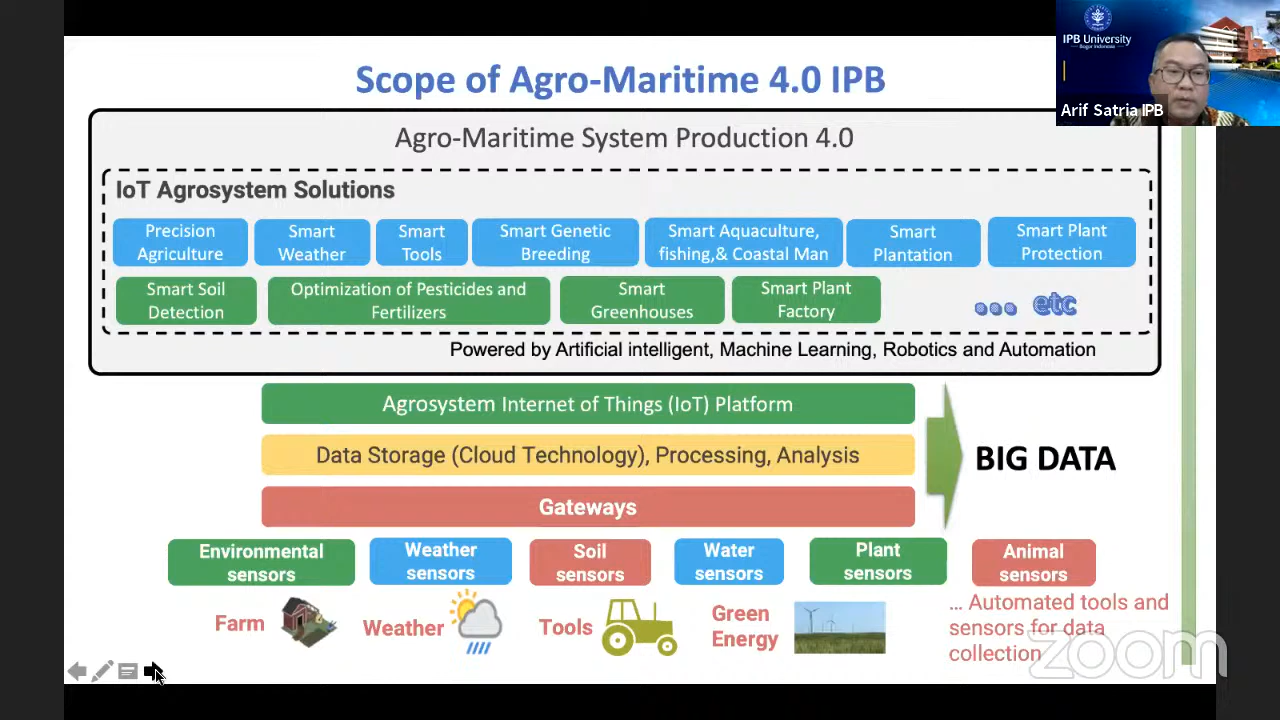 Scope of Agro-Maritime 4.0 IPB
IPB University
Bogor Indonesia
Arif Satria IPB
Agro-Maritime System Production 4.0
IoT Agrosystem Solutions
Precision
Agriculture
Smart
Weather
Smart
Tools
Smart Genetic
Breeding
Smart Aquaculture,
fishing,& Coastal Man
Smart
Plantation
Smart Plant
Protection
Smart Soil
Detection
Optimization of Pesticides and
Fertilizers
Smart
Greenhouses
Smart Plant
Factory
... etc
Powered by Artificial intelligent, Machine Learning, Robotics and Automation
Agrosystem Internet of Things (IoT) Platform
Data Storage (Cloud Technology), Processing, Analysis
Gateways
BIG DATA
Environmental
sensors
Weather
sensors
Soil
sensors
Water
sensors
Plant
sensors
Animal
sensors
Farm
Weather
Tools
Green
Energy
... Automated tools and
sensors for data
collection
zoom